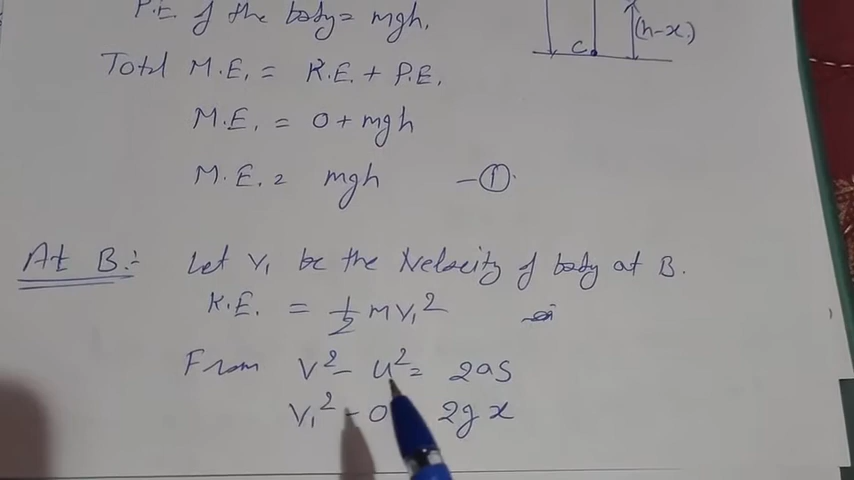 P.E. of the body = mgh.
(h-x)
C
Total M.E. = K.E. + P.E.
M.E. = 0 + mgh
M.E. = mgh - ①
At B:- Let V₁ be the Velocity of body at B.
K.E. = 1/2 mv₁²
From V² - u² = 2as
V₁² - 0 2gx